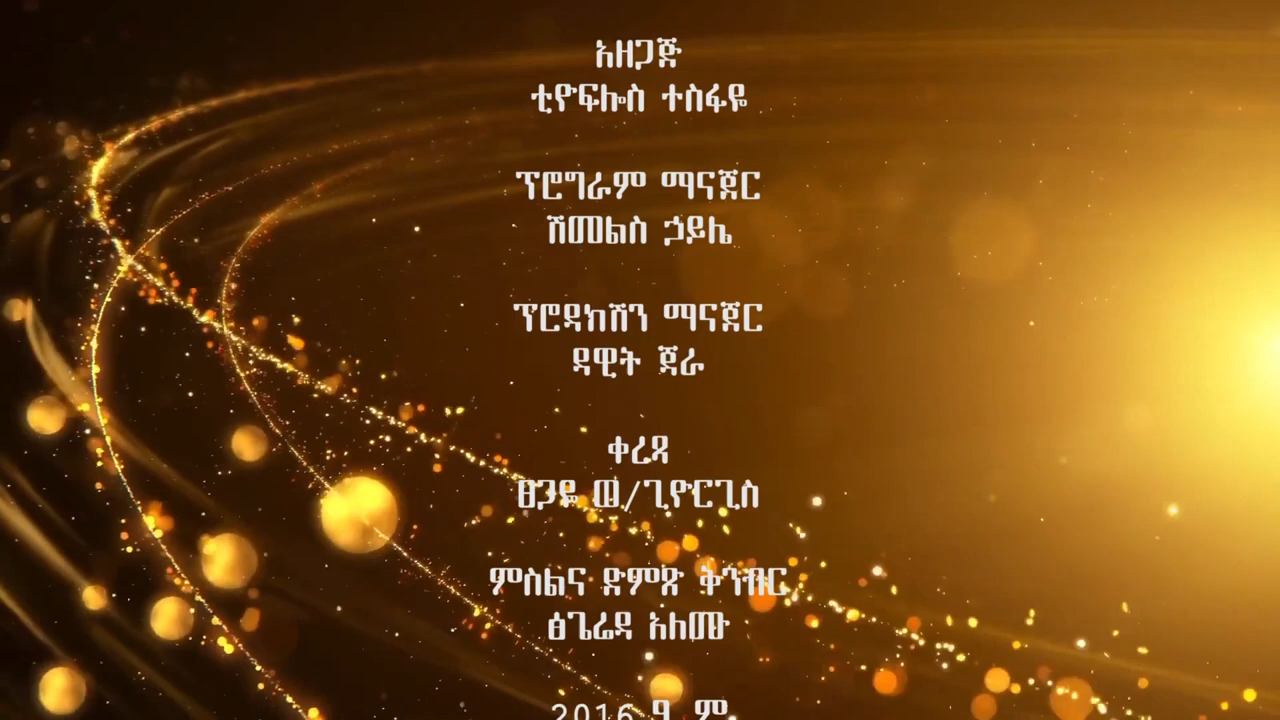 አዘጋጅ
ቲዮፍሎስ ተስፋዬ
ፕሮግራም ማናጀር
ሽመልስ ኃይሌ
ፕሮዳክሽን ማናጀር
ዳዊት ጃራ
ቀረጻ
ፀጋዬ ወ/ጊዮርጊስ
ምስልና ድምጽ ቅንብር
ፅጌሬዳ አለሙ
2016 ዓ ም